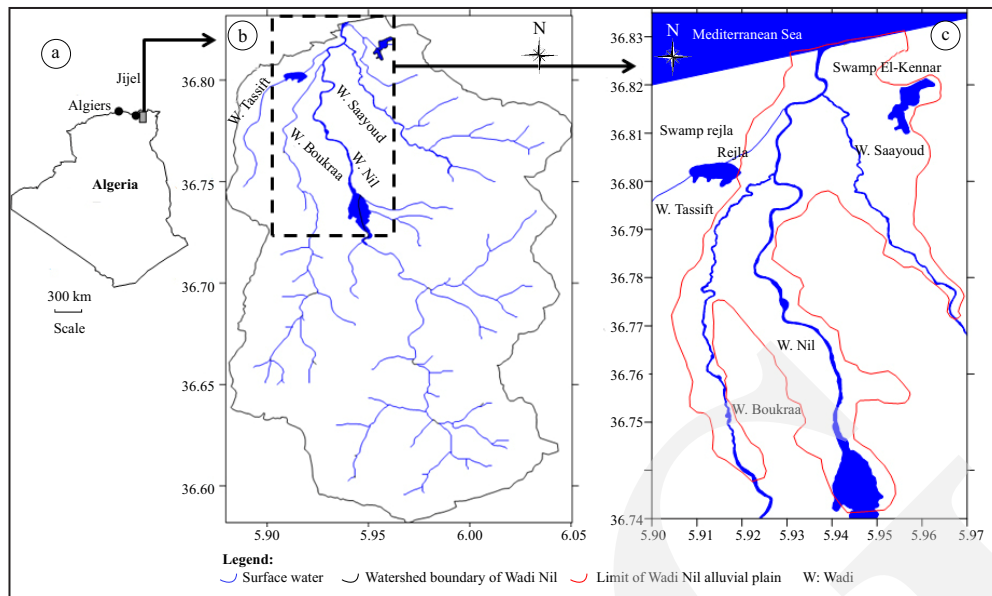 a
Jijel
Algiers
Algeria
300 km
Scale
b
N
W. Tassift
W. Saayoud
W. Boukraa
W. Nil
36.80
36.75
36.70
36.65
36.60
5.90
5.95
6.00
6.05
c
Mediterranean Sea
N
Swamp El-Kennar
Swamp rejla
Rejla
W. Saayoud
W. Tassift
W. Nil
W. Boukraa
36.83
36.82
36.81
36.80
36.79
36.78
36.77
36.76
36.75
36.74
5.90
5.91
5.92
5.93
5.94
5.95
5.96
5.97
Legend:
Surface water
Watershed boundary of Wadi Nil
Limit of Wadi Nil alluvial plain
W: Wadi